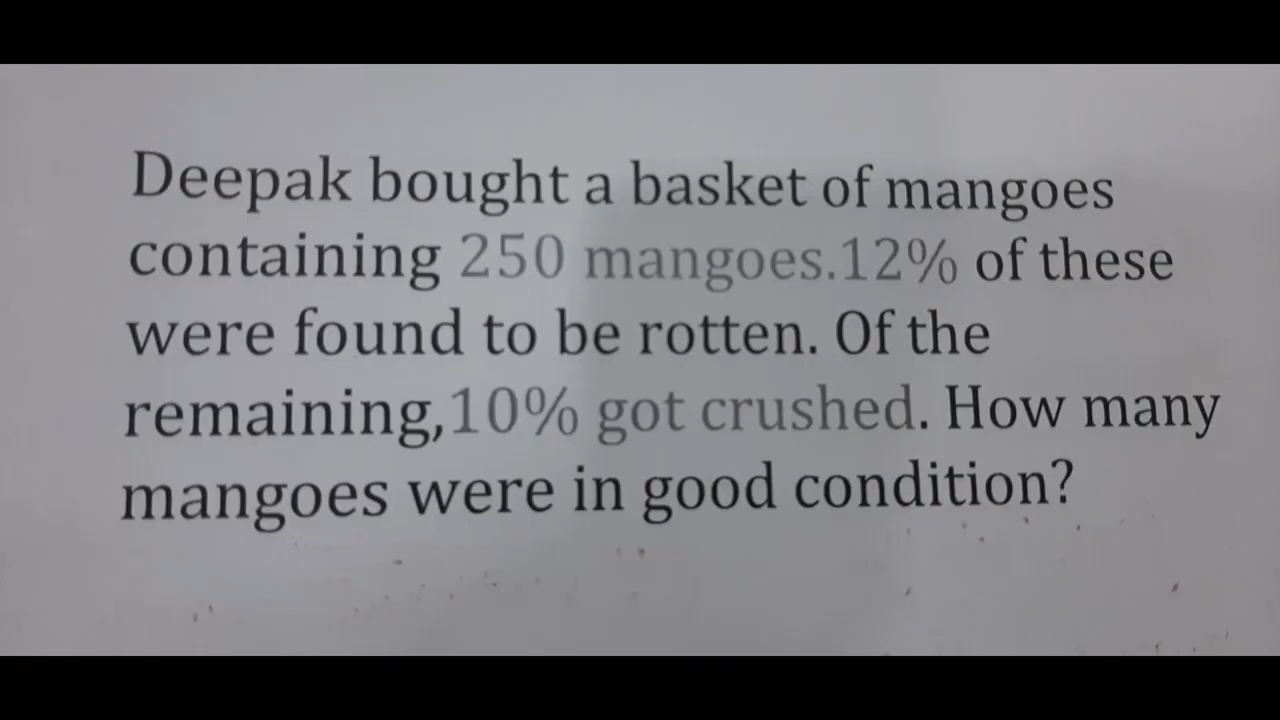 Deepak bought a basket of mangoes
containing 250 mangoes.12% of these
were found to be rotten. Of the
remaining,10% got crushed. How many
mangoes were in good condition?